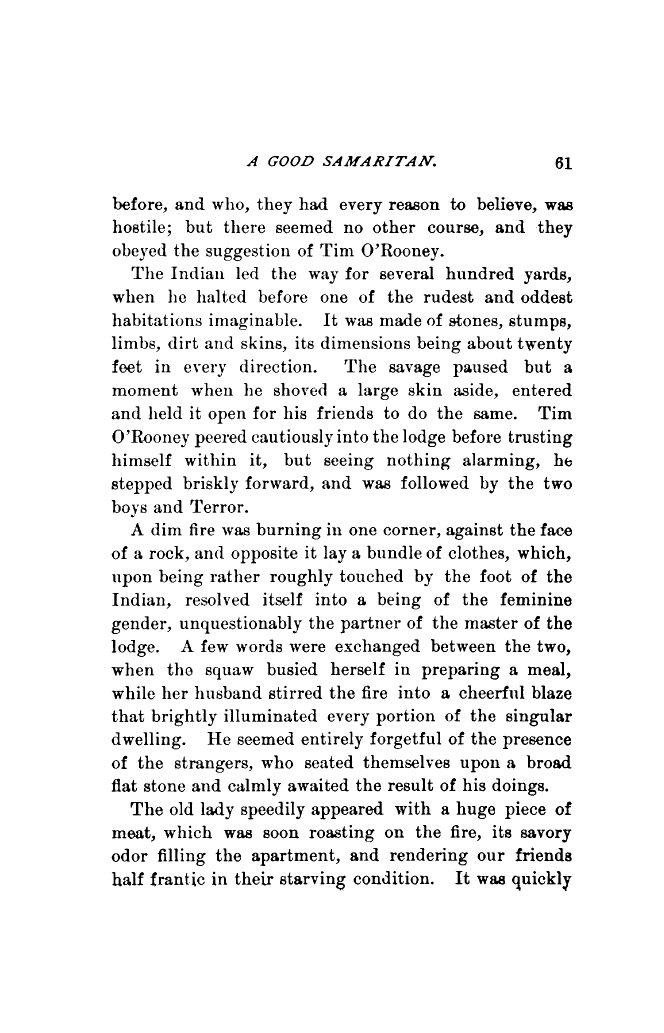 A GOOD SAMARITAN. 61
before, and who, they had every reason to believe, was
hostile; but there seemed no other course, and they
obeyed the suggestion of Tim O'Rooney.
The Indian led the way for several hundred yards,
when he halted before one of the rudest and oddest
habitations imaginable. It was made of stones, stumps,
limbs, dirt and skins, its dimensions being about twenty
feet in every direction. The savage paused but a
moment when he shoved a large skin aside, entered
and held it open for his friends to do the same. Tim
O'Rooney peered cautiously into the lodge before trusting
himself within it, but seeing nothing alarming, he
stepped briskly forward, and was followed by the two
boys and Terror.
A dim fire was burning in one corner, against the face
of a rock, and opposite it lay a bundle of clothes, which,
upon being rather roughly touched by the foot of the
Indian, resolved itself into a being of the feminine
gender, unquestionably the partner of the master of the
lodge. A few words were exchanged between the two,
when the squaw busied herself in preparing a meal,
while her husband stirred the fire into a cheerful blaze
that brightly illuminated every portion of the singular
dwelling. He seemed entirely forgetful of the presence
of the strangers, who seated themselves upon a broad
flat stone and calmly awaited the result of his doings.
The old lady speedily appeared with a huge piece of
meat, which was soon roasting on the fire, its savory
odor filling the apartment, and rendering our friends
half frantic in their starving condition. It was quickly